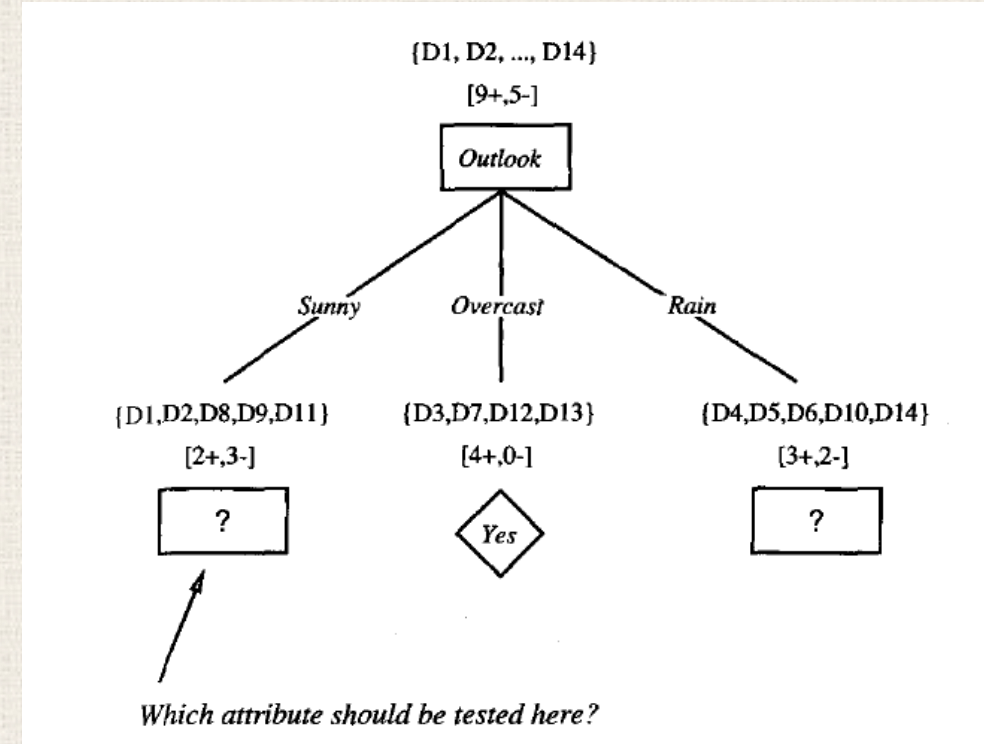 {D1, D2, ..., D14}
[9+,5-]
Outlook
Sunny Overcast Rain
{D1,D2,D8,D9,D11} {D3,D7,D12,D13} {D4,D5,D6,D10,D14}
[2+,3-] [4+,0-] [3+,2-]
? Yes ?
Which attribute should be tested here?